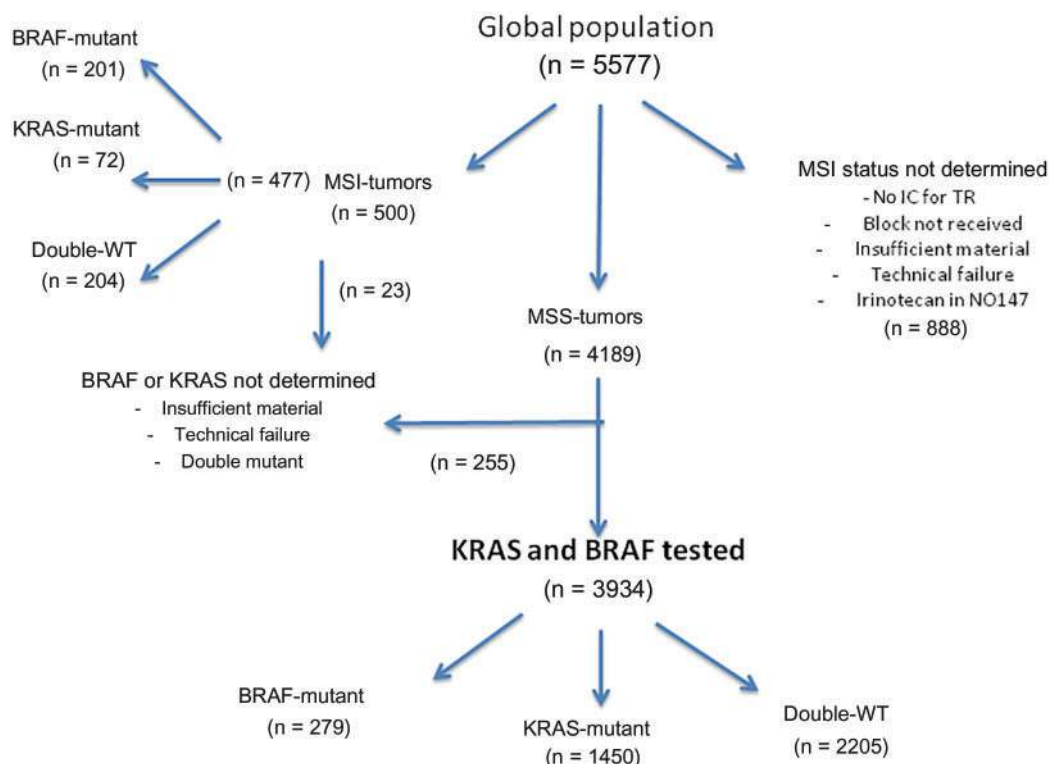 Global population
(n = 5577)
BRAF-mutant
(n = 201)
KRAS-mutant
(n = 72)
Double-WT
(n = 204)
(n = 477)
MSI-tumors
(n = 500)
(n = 23)
MSI status not determined
-No IC for TR
- Block not received
- Insufficient material
- Technical failure
- Irinotecan in NO147
(n = 888)
MSS-tumors
(n = 4189)
BRAF or KRAS not determined
- Insufficient material
- Technical failure
- Double mutant
(n = 255)
KRAS and BRAF tested
(n = 3934)
BRAF-mutant
(n = 279)
KRAS-mutant
(n = 1450)
Double-WT
(n = 2205)